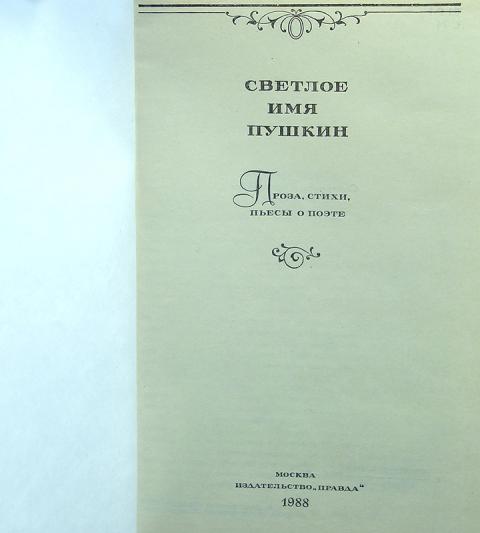 СВЕТЛОЕ
ИМЯ
ПУШКИН
ПРОЗА, СТИХИ,
ПЬЕСЫ О ПОЭТЕ
МОСКВА
ИЗДАТЕЛЬСТВО „ПРАВДА“
1988